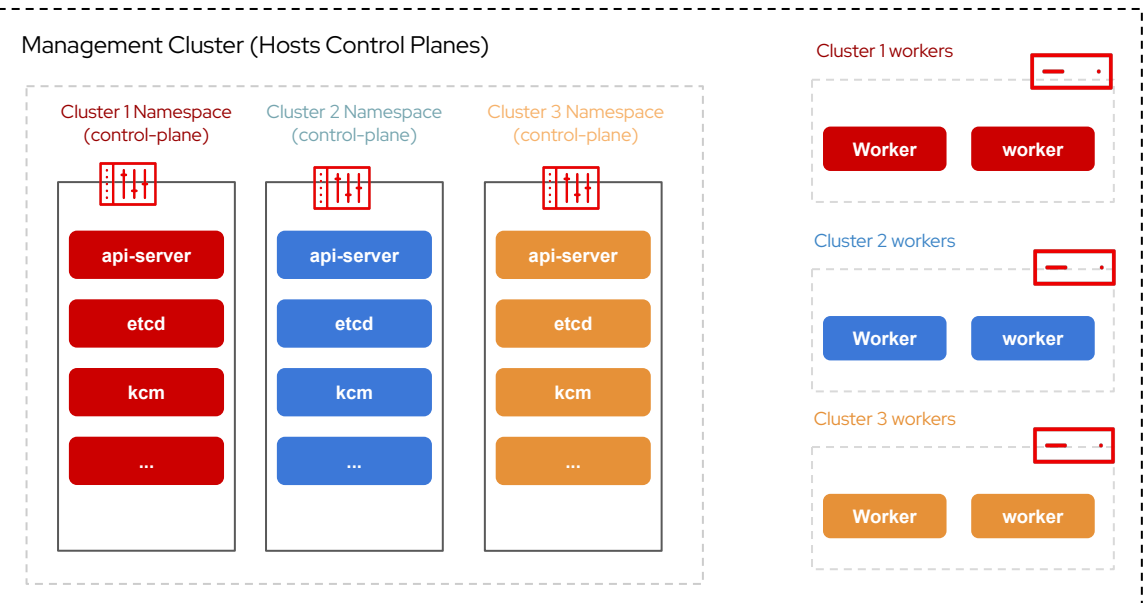 Management Cluster (Hosts Control Planes)
Cluster 1 Namespace
(control-plane)
api-server
etcd
kcm
...
Cluster 2 Namespace
(control-plane)
api-server
etcd
kcm
...
Cluster 3 Namespace
(control-plane)
api-server
etcd
kcm
...
Cluster 1 workers
Worker
worker
Cluster 2 workers
Worker
worker
Cluster 3 workers
Worker
worker